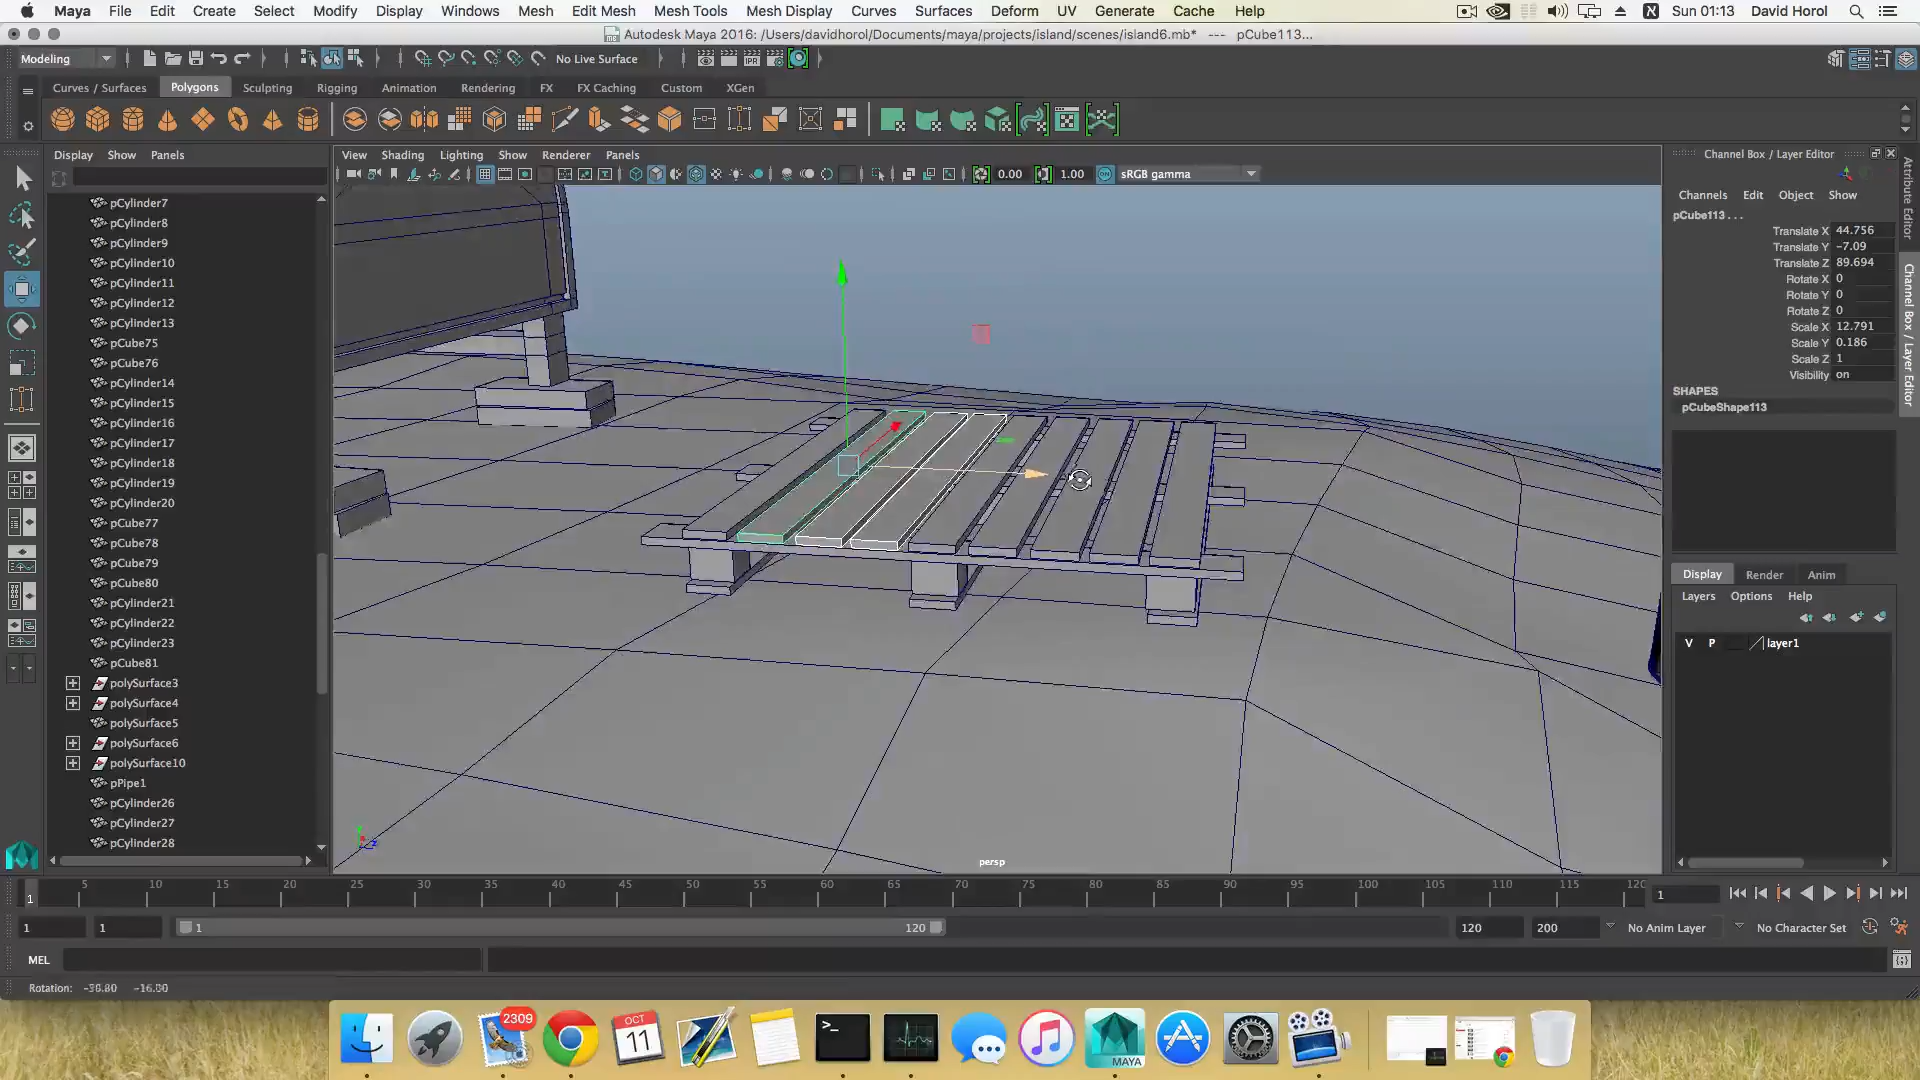 Maya File Edit Create Select Modify Display Windows Mesh Edit Mesh Mesh Tools Mesh Display Curves Surfaces Deform UV Generate Cache Help
Sun 01:13 David Horol
Autodesk Maya 2016: /Users/davidhorol/Documents/maya/projects/island/scenes/island6.mb* --- pCube113...
Modeling No Live Surface
Curves / Surfaces Polygons Sculpting Rigging Animation Rendering FX FX Caching Custom XGen
Display Show Panels
View Shading Lighting Show Renderer Panels
0.00 1.00 sRGB gamma
pCylinder7
pCylinder8
pCylinder9
pCylinder10
pCylinder11
pCylinder12
pCylinder13
pCube75
pCube76
pCylinder14
pCylinder15
pCylinder16
pCylinder17
pCylinder18
pCylinder19
pCylinder20
pCube77
pCube78
pCube79
pCube80
pCylinder21
pCylinder22
pCylinder23
pCube81
polySurface3
polySurface4
polySurface5
polySurface6
polySurface10
pPipe1
pCylinder26
pCylinder27
pCylinder28
persp
Channel Box / Layer Editor
Channels Edit Object Show
pCube113 . . .
Translate X 44.756
Translate Y -7.09
Translate Z 89.694
Rotate X 0
Rotate Y 0
Rotate Z 0
Scale X 12.791
Scale Y 0.186
Scale Z 1
Visibility on
SHAPES
pCubeShape113
Display Render Anim
Layers Options Help
V P layer1
Attribute Editor
Channel Box / Layer Editor
1 5 10 15 20 25 30 35 40 45 50 55 60 65 70 75 80 85 90 95 100 105 110 115 120 1
1 1 1 120 120 200 No Anim Layer No Character Set
MEL
Rotation: -30.80 -16.00
2309
OCT
11
MAYA